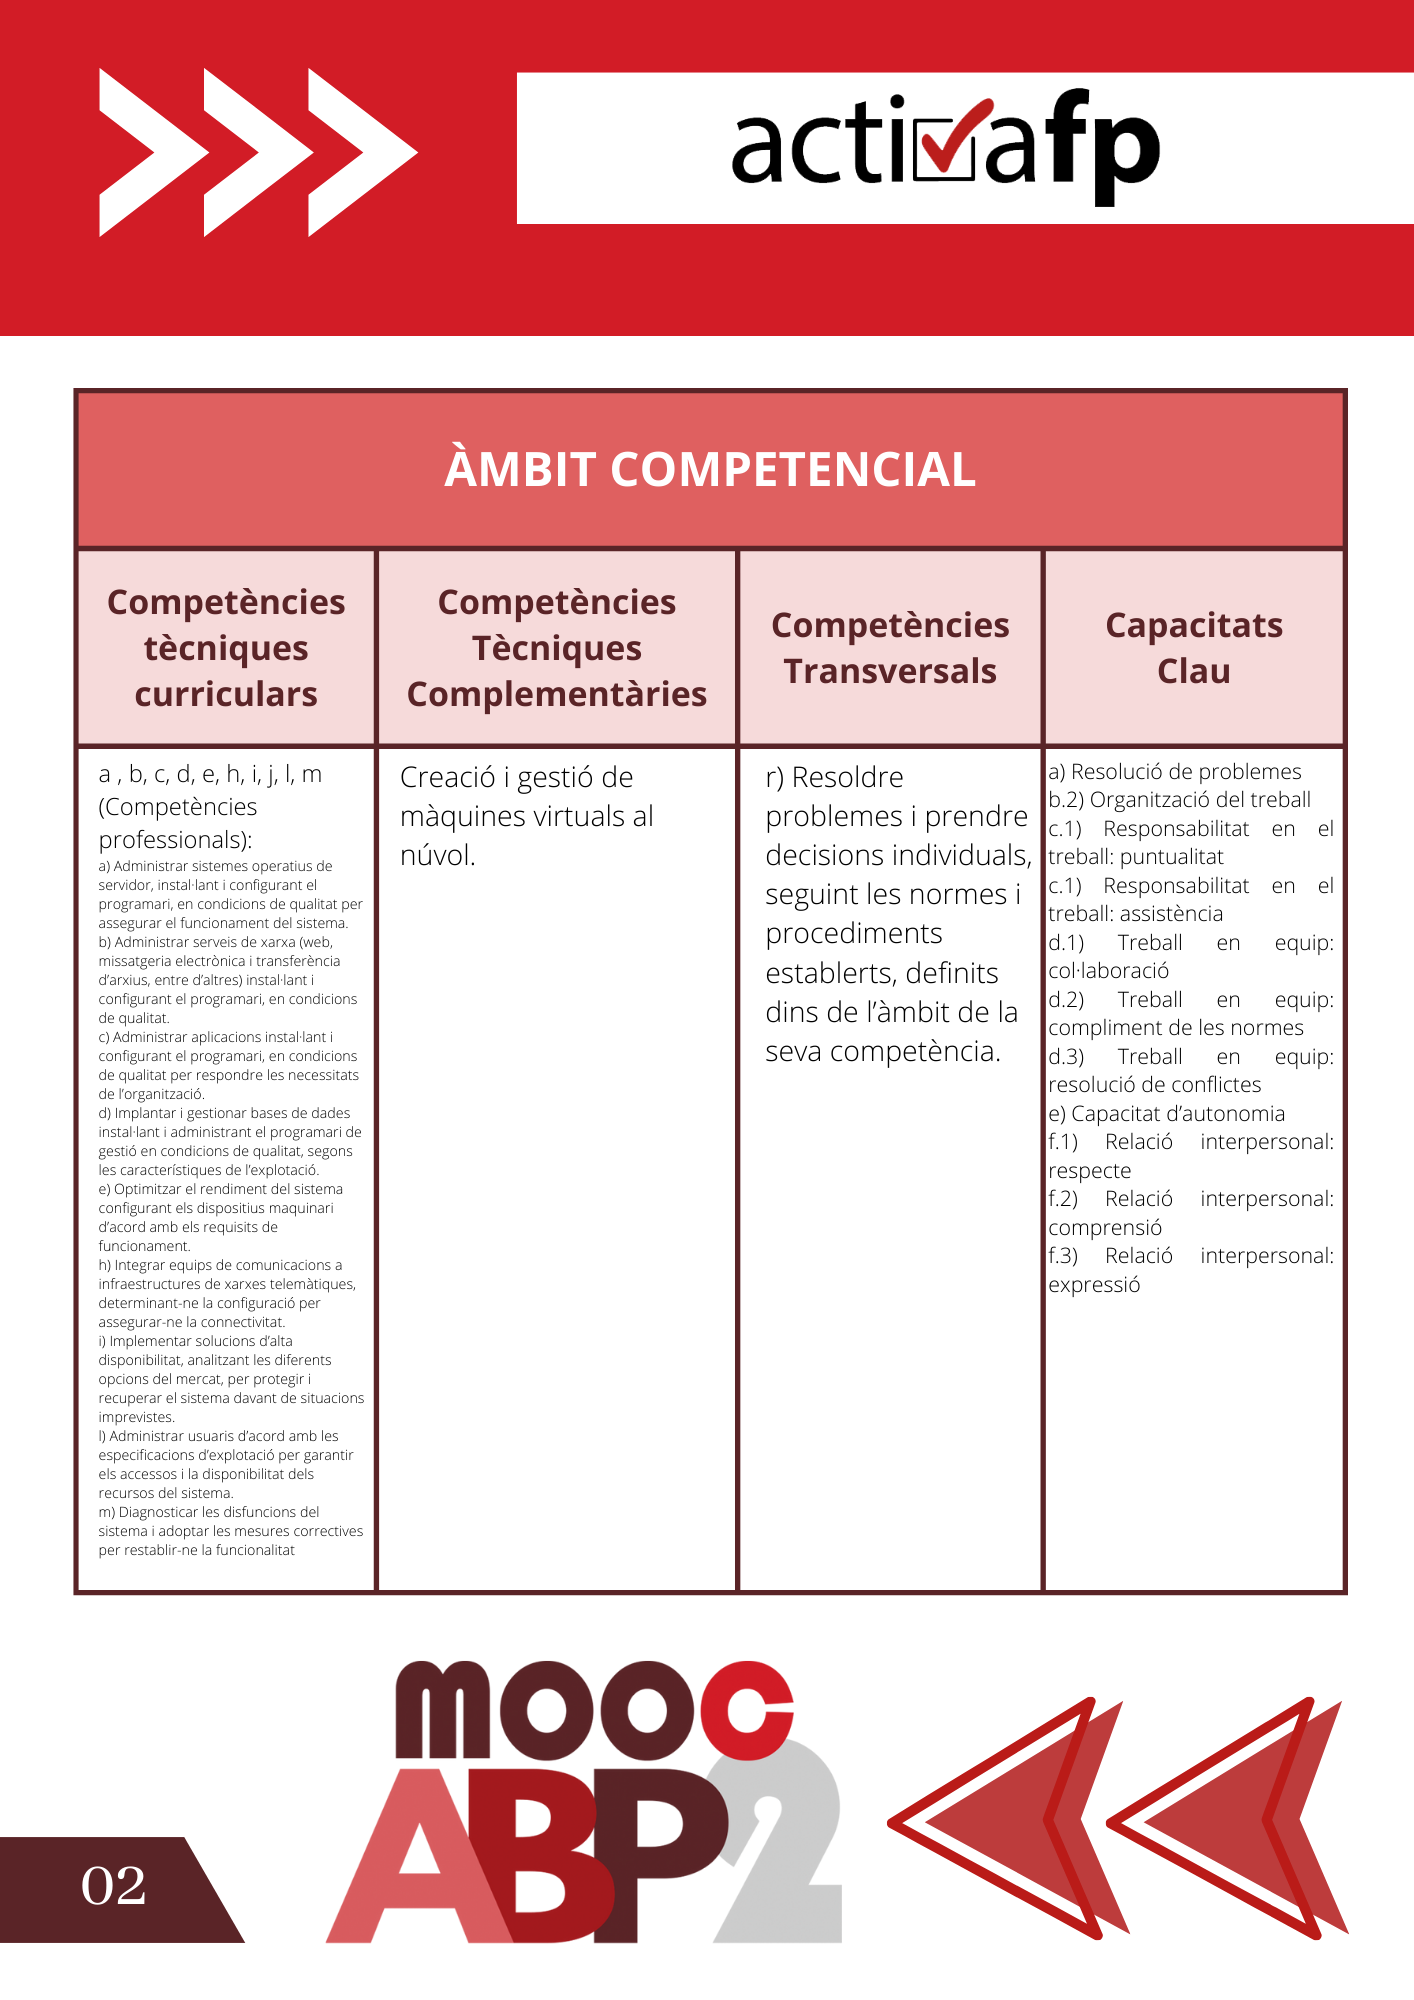 activafp
ÀMBIT COMPETENCIAL
Competències
tècniques
curriculars
Competències
Tècniques
Complementàries
Competències
Transversals
Capacitats
Clau
a , b, c, d, e, h, i, j, l, m
(Competències
professionals):
a) Administrar sistemes operatius de
servidor, instal·lant i configurant el
programari, en condicions de qualitat per
assegurar el funcionament del sistema.
b) Administrar serveis de xarxa (web,
missatgeria electrònica i transferència
d’arxius, entre d’altres) instal·lant i
configurant el programari, en condicions
de qualitat.
c) Administrar aplicacions instal·lant i
configurant el programari, en condicions
de qualitat per respondre les necessitats
de l’organització.
d) Implantar i gestionar bases de dades
instal·lant i administrant el programari de
gestió en condicions de qualitat, segons
les característiques de l’explotació.
e) Optimitzar el rendiment del sistema
configurant els dispositius maquinari
d’acord amb els requisits de
funcionament.
h) Integrar equips de comunicacions a
infraestructures de xarxes telemàtiques,
determinant-ne la configuració per
assegurar-ne la connectivitat.
i) Implementar solucions d’alta
disponibilitat, analitzant les diferents
opcions del mercat, per protegir i
recuperar el sistema davant de situacions
imprevistes.
l) Administrar usuaris d’acord amb les
especificacions d’explotació per garantir
els accessos i la disponibilitat dels
recursos del sistema.
m) Diagnosticar les disfuncions del
sistema i adoptar les mesures correctives
per restablir-ne la funcionalitat
Creació i gestió de
màquines virtuals al
núvol.
r) Resoldre
problemes i prendre
decisions individuals,
seguint les normes i
procediments
establerts, definits
dins de l’àmbit de la
seva competència.
a) Resolució de problemes
b.2) Organització del treball
c.1) Responsabilitat en el
treball: puntualitat
c.1) Responsabilitat en el
treball: assistència
d.1) Treball en equip:
col·laboració
d.2) Treball en equip:
compliment de les normes
d.3) Treball en equip:
resolució de conflictes
e) Capacitat d’autonomia
f.1) Relació interpersonal:
respecte
f.2) Relació interpersonal:
comprensió
f.3) Relació interpersonal:
expressió
MOOC
ABP2
02